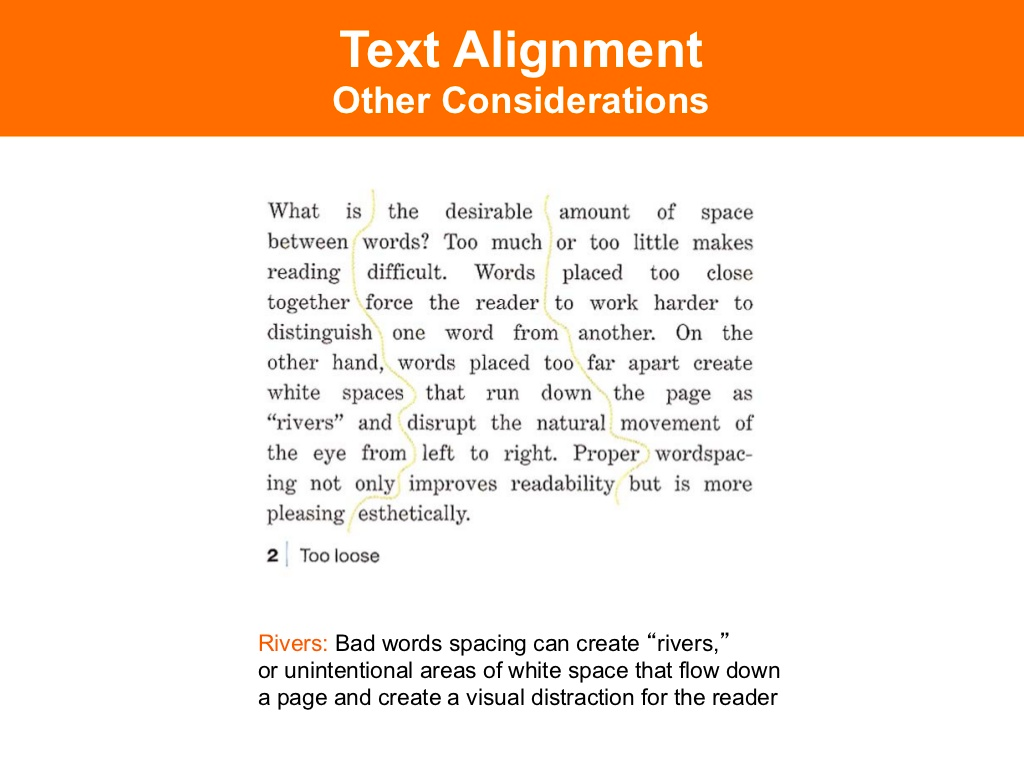 Text Alignment
Other Considerations
What is the desirable amount of space
between words? Too much or too little makes
reading difficult. Words placed too close
together force the reader to work harder to
distinguish one word from another. On the
other hand, words placed too far apart create
white spaces that run down the page as
“rivers” and disrupt the natural movement of
the eye from left to right. Proper wordspac-
ing not only improves readability but is more
pleasing esthetically.
2 Too loose
Rivers: Bad words spacing can create “rivers,”
or unintentional areas of white space that flow down
a page and create a visual distraction for the reader